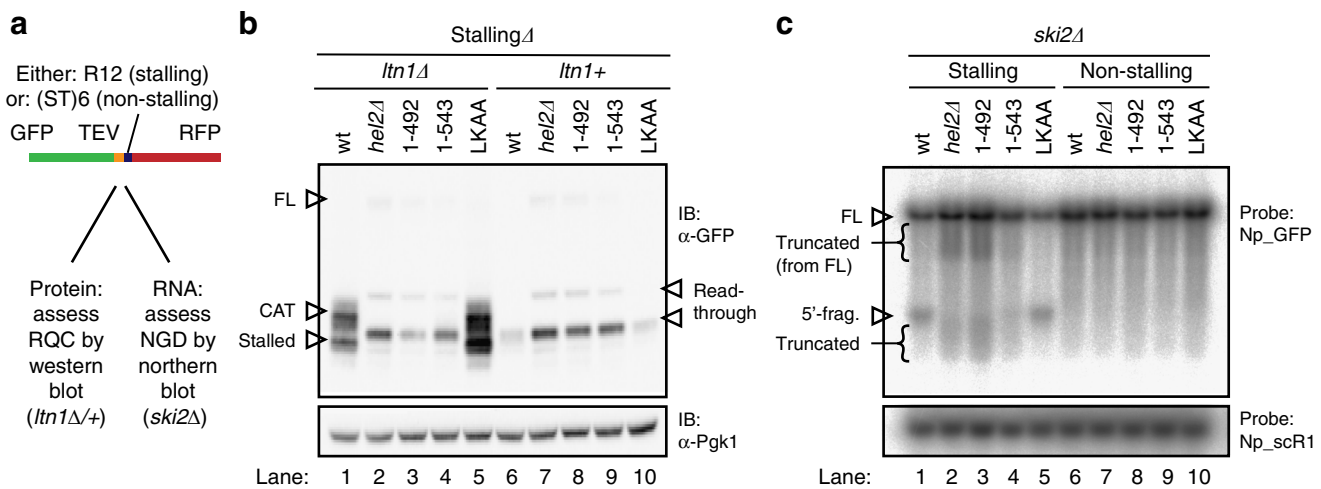 a
Either: R12 (stalling)
or: (ST)6 (non-stalling)
GFP TEV RFP
Protein:
assess
RQC by
western
blot
(ltn1Δ/+)
RNA:
assess
NGD by
northern
blot
(ski2Δ)
b
StallingΔ
ltn1Δ ltn1+
wt hel2Δ 1-492 1-543 LKAA wt hel2Δ 1-492 1-543 LKAA
FL
CAT
Stalled
IB:
α-GFP
Read-
through
IB:
α-Pgk1
Lane: 1 2 3 4 5 6 7 8 9 10
c
ski2Δ
Stalling Non-stalling
wt hel2Δ 1-492 1-543 LKAA wt hel2Δ 1-492 1-543 LKAA
FL
Truncated
(from FL)
5'-frag.
Truncated
Probe:
Np_GFP
Probe:
Np_scR1
Lane: 1 2 3 4 5 6 7 8 9 10